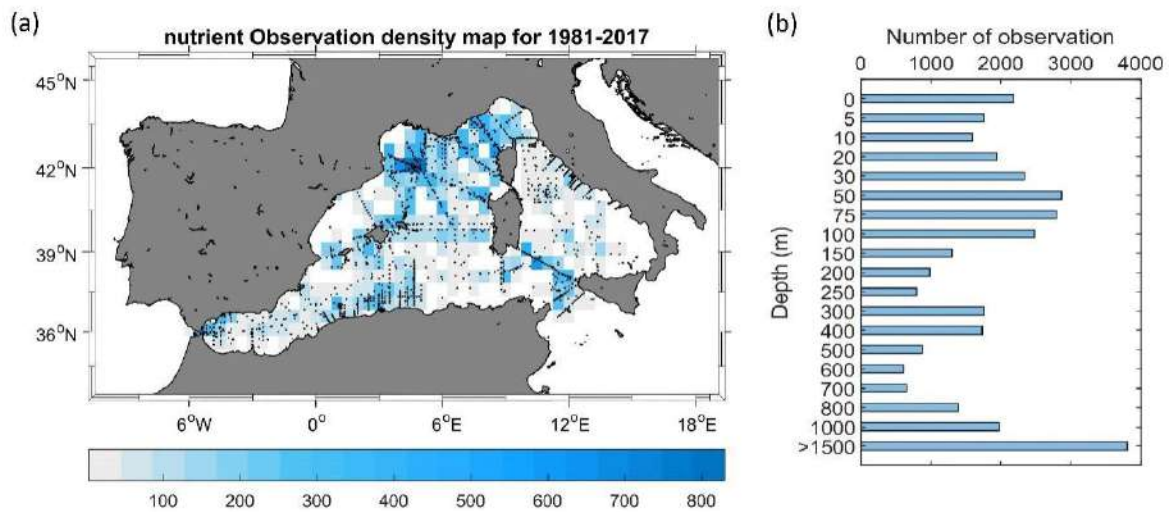 (a)
nutrient Observation density map for 1981-2017
45°N
42°N
39°N
36°N
6°W 0° 6°E 12°E 18°E
100 200 300 400 500 600 700 800
(b)
Number of observation
0 1000 2000 3000 4000
Depth (m)
0
5
10
20
30
50
75
100
150
200
250
300
400
500
600
700
800
1000
>1500